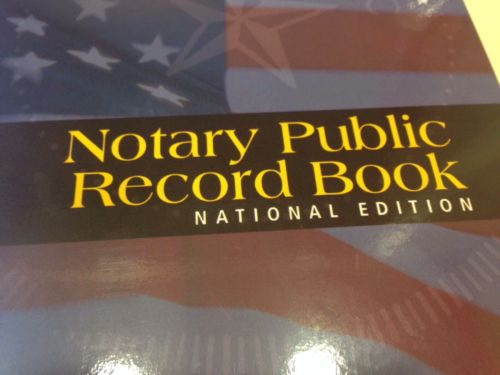 Notary Public
Record Book
NATIONAL EDITION